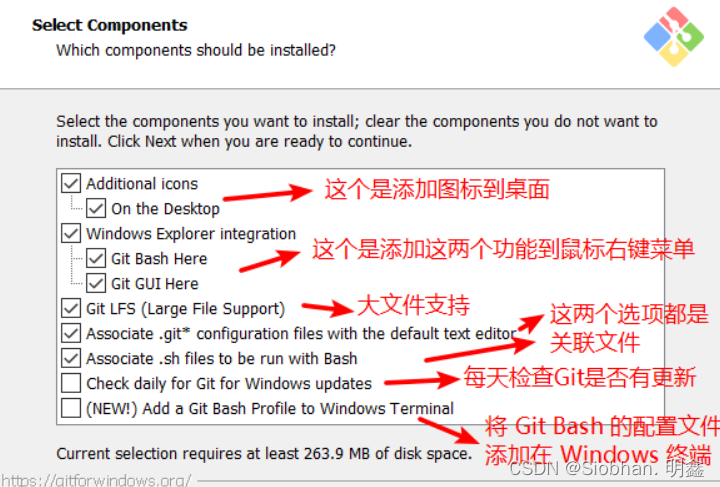 Select Components
Which components should be installed?
Select the components you want to install; clear the components you do not want to
install. Click Next when you are ready to continue.
Additional icons
On the Desktop
这个是添加图标到桌面
Windows Explorer integration
Git Bash Here
这个是添加这两个功能到鼠标右键菜单
Git GUI Here
Git LFS (Large File Support)
大文件支持
Associate .git* configuration files with the default text editor
这两个选项都是
关联文件
Associate .sh files to be run with Bash
Check daily for Git for Windows updates
每天检查Git是否有更新
(NEW!) Add a Git Bash Profile to Windows Terminal
将 Git Bash 的配置文件
添加在 Windows 终端
Current selection requires at least 263.9 MB of disk space.
CSDN @Siobhan. 明鑫
https://gitforwindows.org/